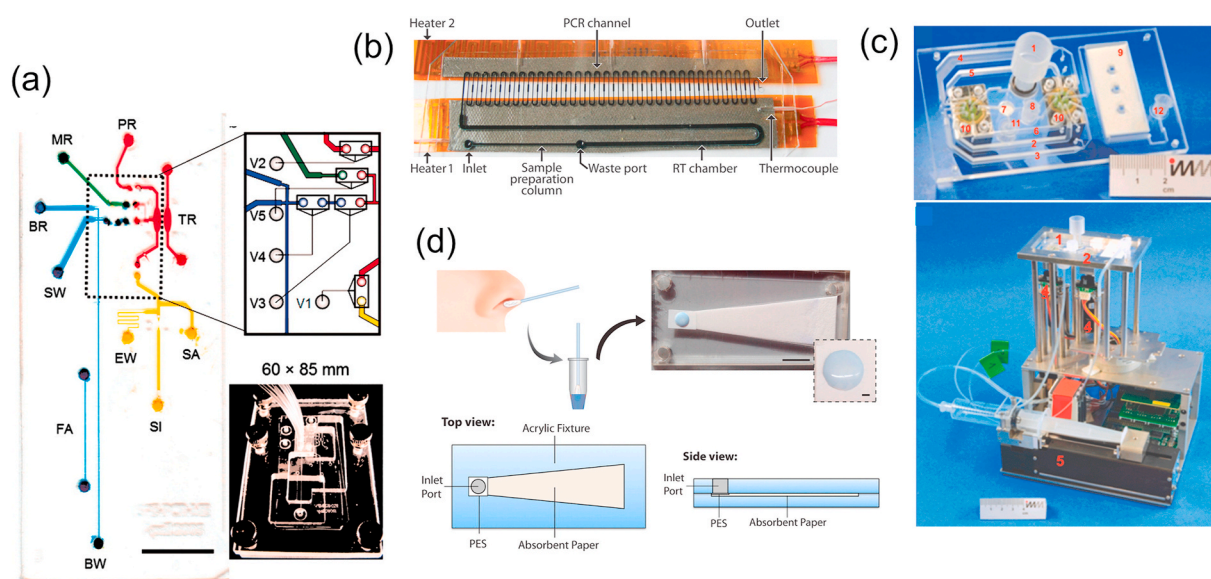 (a)
PR
MR
BR
TR
SW
EW
SA
SI
FA
BW
V2
V5
V4
V3
V1
60 × 85 mm
(b)
Heater 2
PCR channel
Outlet
Heater 1
Inlet
Sample
preparation
column
Waste port
RT chamber
Thermocouple
(c)
1
4
5
9
7
8
12
10
11
10
6
2
3
0
1
2
cm
1
2
4
4
5
(d)
Top view:
Acrylic Fixture
Inlet
Port
PES
Absorbent Paper
Side view:
Inlet
Port
PES
Absorbent Paper